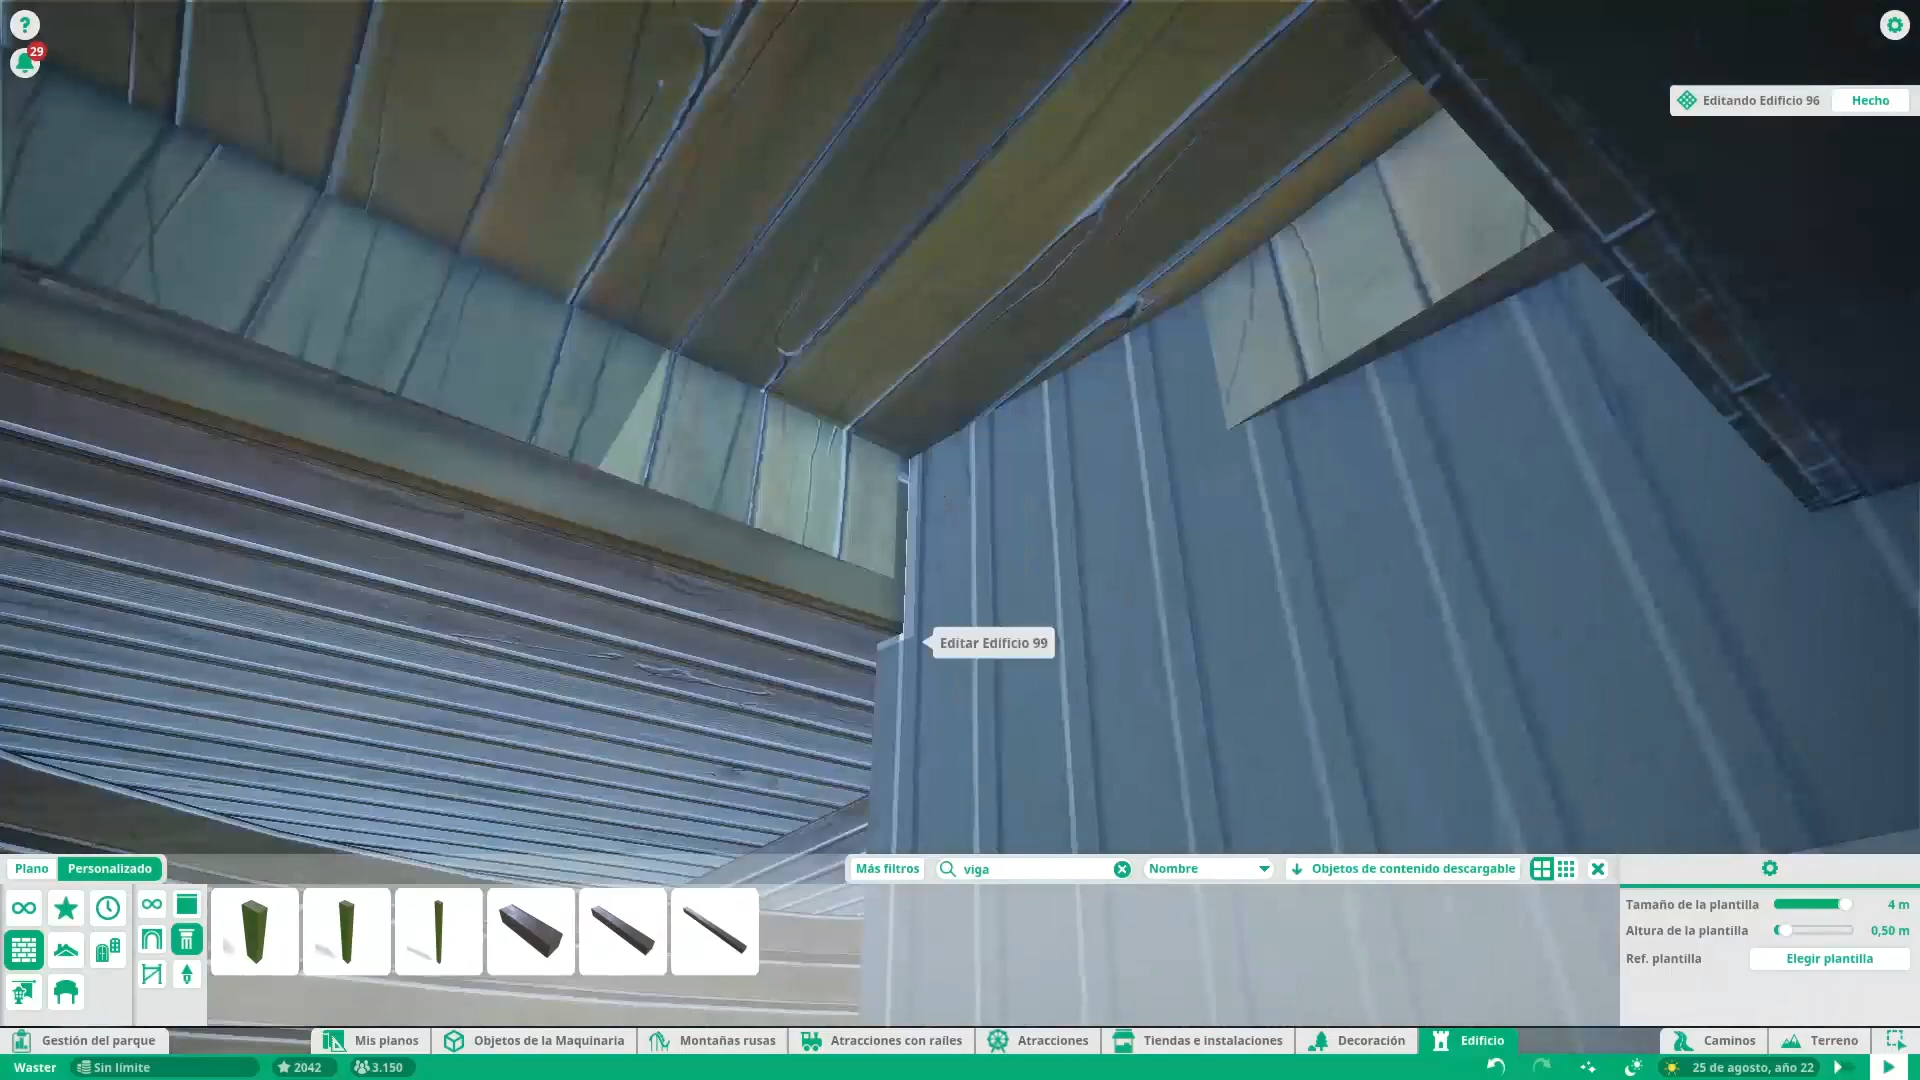 ?
29
Editando Edificio 96
Hecho
Editar Edificio 99
Plano
Personalizado
Más filtros
viga
Nombre
Objetos de contenido descargable
Tamaño de la plantilla
4 m
Altura de la plantilla
0,50 m
Ref. plantilla
Elegir plantilla
Gestión del parque
Mis planos
Objetos de la Maquinaria
Montañas rusas
Atracciones con raíles
Atracciones
Tiendas e instalaciones
Decoración
Edificio
Caminos
Terreno
Waster
Sin límite
2042
3.150
25 de agosto, año 22